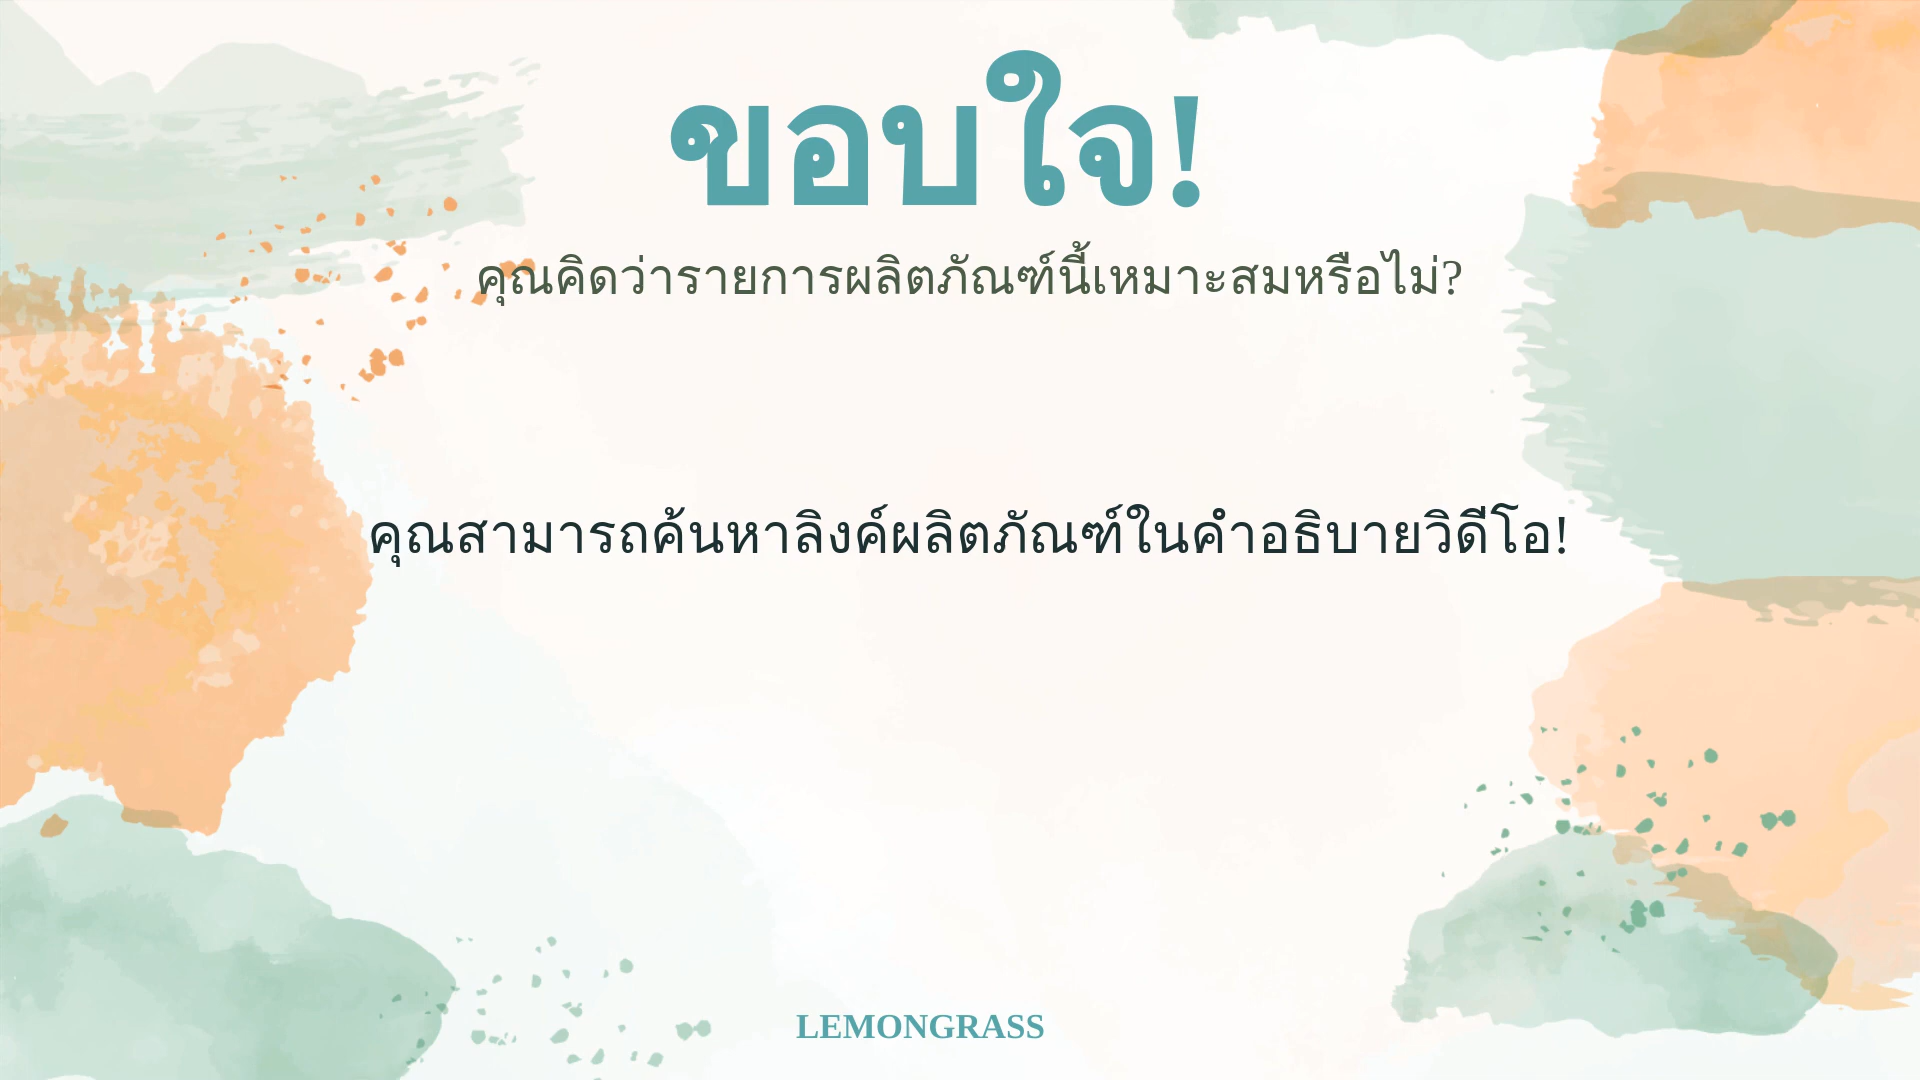 ขอบใจ!
คุณคิดว่ารายการผลิตภัณฑ์นี้เหมาะสมหรือไม่?
คุณสามารถค้นหาลิงค์ผลิตภัณฑ์ในคำอธิบายวิดีโอ!
LEMONGRASS